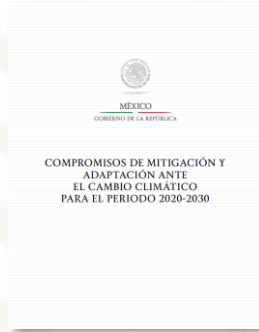 MÉXICO
GOBIERNO DE LA REPÚBLICA
COMPROMISOS DE MITIGACIÓN Y
ADAPTACIÓN ANTE
EL CAMBIO CLIMÁTICO
PARA EL PERIODO 2020-2030